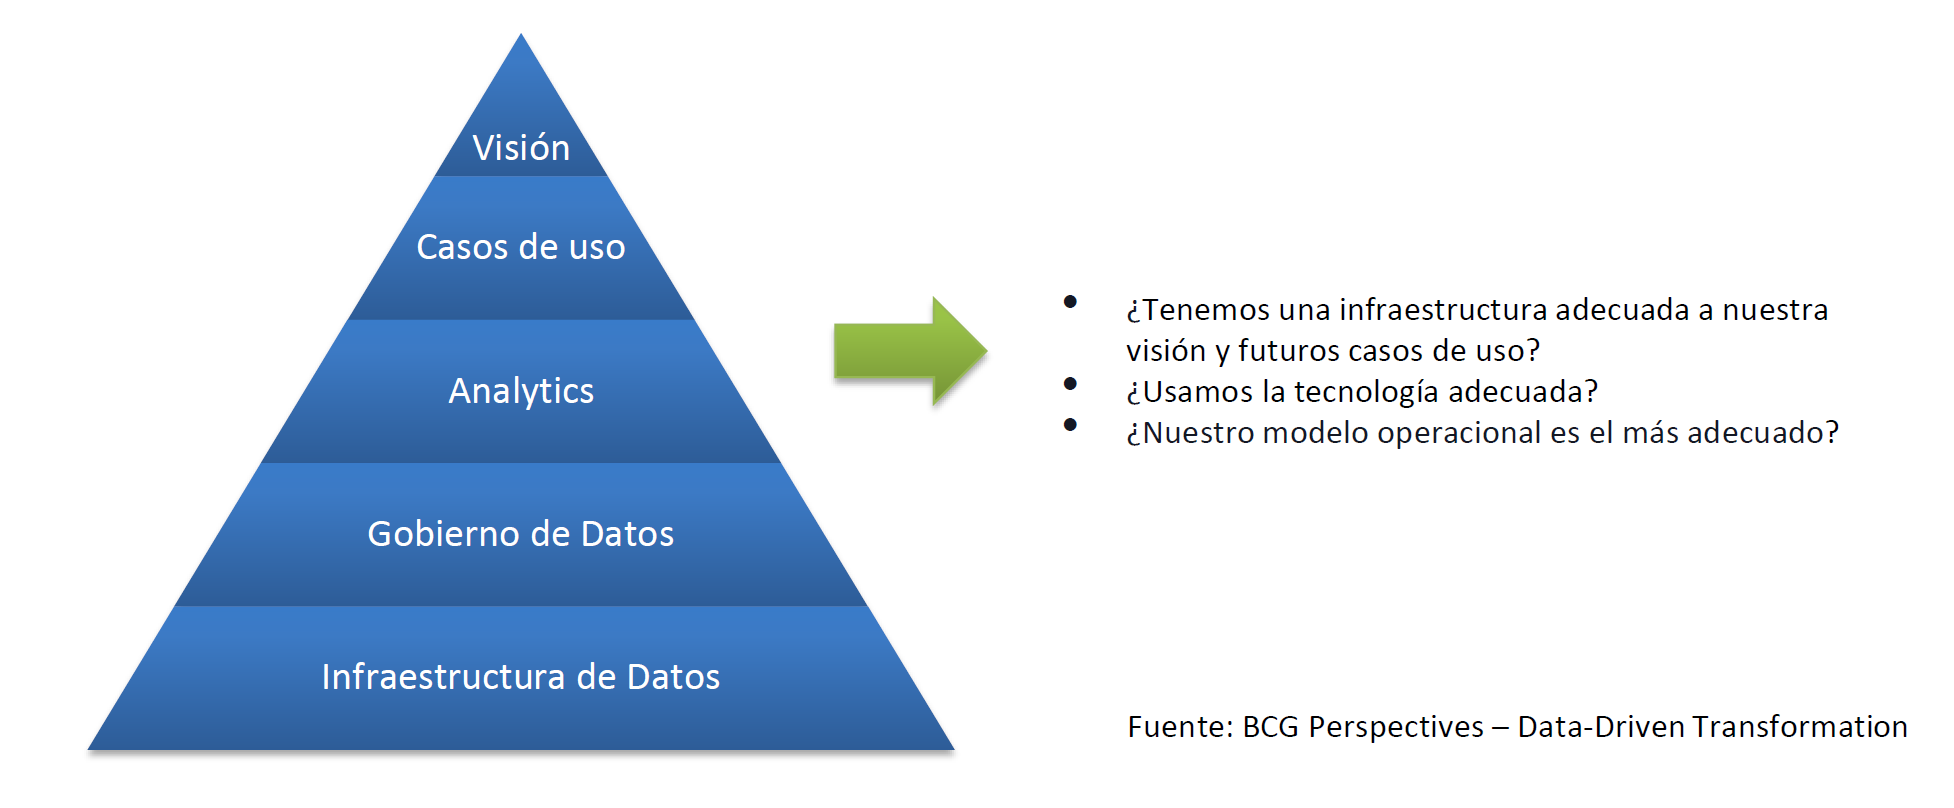 Visión
Casos de uso
Analytics
Gobierno de Datos
Infraestructura de Datos
• ¿Tenemos una infraestructura adecuada a nuestra
visión y futuros casos de uso?
• ¿Usamos la tecnología adecuada?
• ¿Nuestro modelo operacional es el más adecuado?
Fuente: BCG Perspectives – Data-Driven Transformation